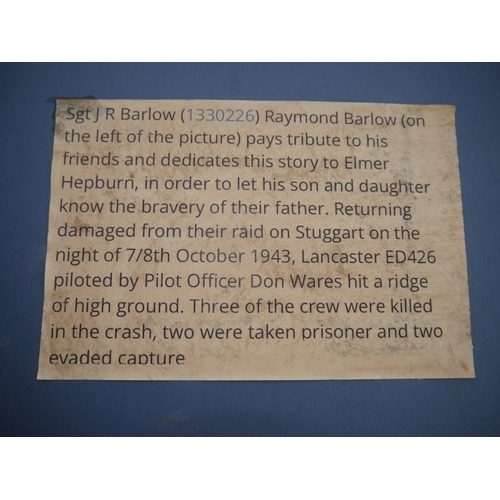 Sgt J R Barlow (1330226) Raymond Barlow (on
the left of the picture) pays tribute to his
friends and dedicates this story to Elmer
Hepburn, in order to let his son and daughter
know the bravery of their father. Returning
damaged from their raid on Stuggart on the
night of 7/8th October 1943, Lancaster ED426
piloted by Pilot Officer Don Wares hit a ridge
of high ground. Three of the crew were killed
in the crash, two were taken prisoner and two
evaded capture